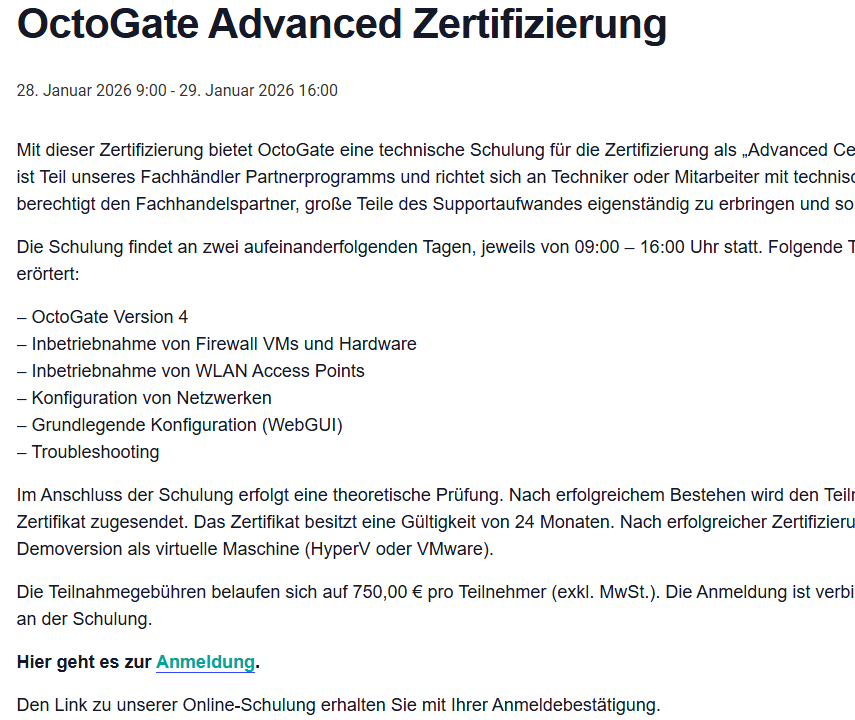 OctoGate Advanced Zertifizierung
28. Januar 2026 9:00 - 29. Januar 2026 16:00
Mit dieser Zertifizierung bietet OctoGate eine technische Schulung für die Zertifizierung als „Advanced Ce
ist Teil unseres Fachhändler Partnerprogramms und richtet sich an Techniker oder Mitarbeiter mit technisc
berechtigt den Fachhandelspartner, große Teile des Supportaufwandes eigenständig zu erbringen und so
Die Schulung findet an zwei aufeinanderfolgenden Tagen, jeweils von 09:00 – 16:00 Uhr statt. Folgende T
erörtert:
– OctoGate Version 4
– Inbetriebnahme von Firewall VMs und Hardware
– Inbetriebnahme von WLAN Access Points
– Konfiguration von Netzwerken
– Grundlegende Konfiguration (WebGUI)
– Troubleshooting
Im Anschluss der Schulung erfolgt eine theoretische Prüfung. Nach erfolgreichem Bestehen wird den Teiln
Zertifikat zugesendet. Das Zertifikat besitzt eine Gültigkeit von 24 Monaten. Nach erfolgreicher Zertifizieru
Demoversion als virtuelle Maschine (HyperV oder VMware).
Die Teilnahmegebühren belaufen sich auf 750,00 € pro Teilnehmer (exkl. MwSt.). Die Anmeldung ist verbi
an der Schulung.
Hier geht es zur Anmeldung.
Den Link zu unserer Online-Schulung erhalten Sie mit Ihrer Anmeldebestätigung.